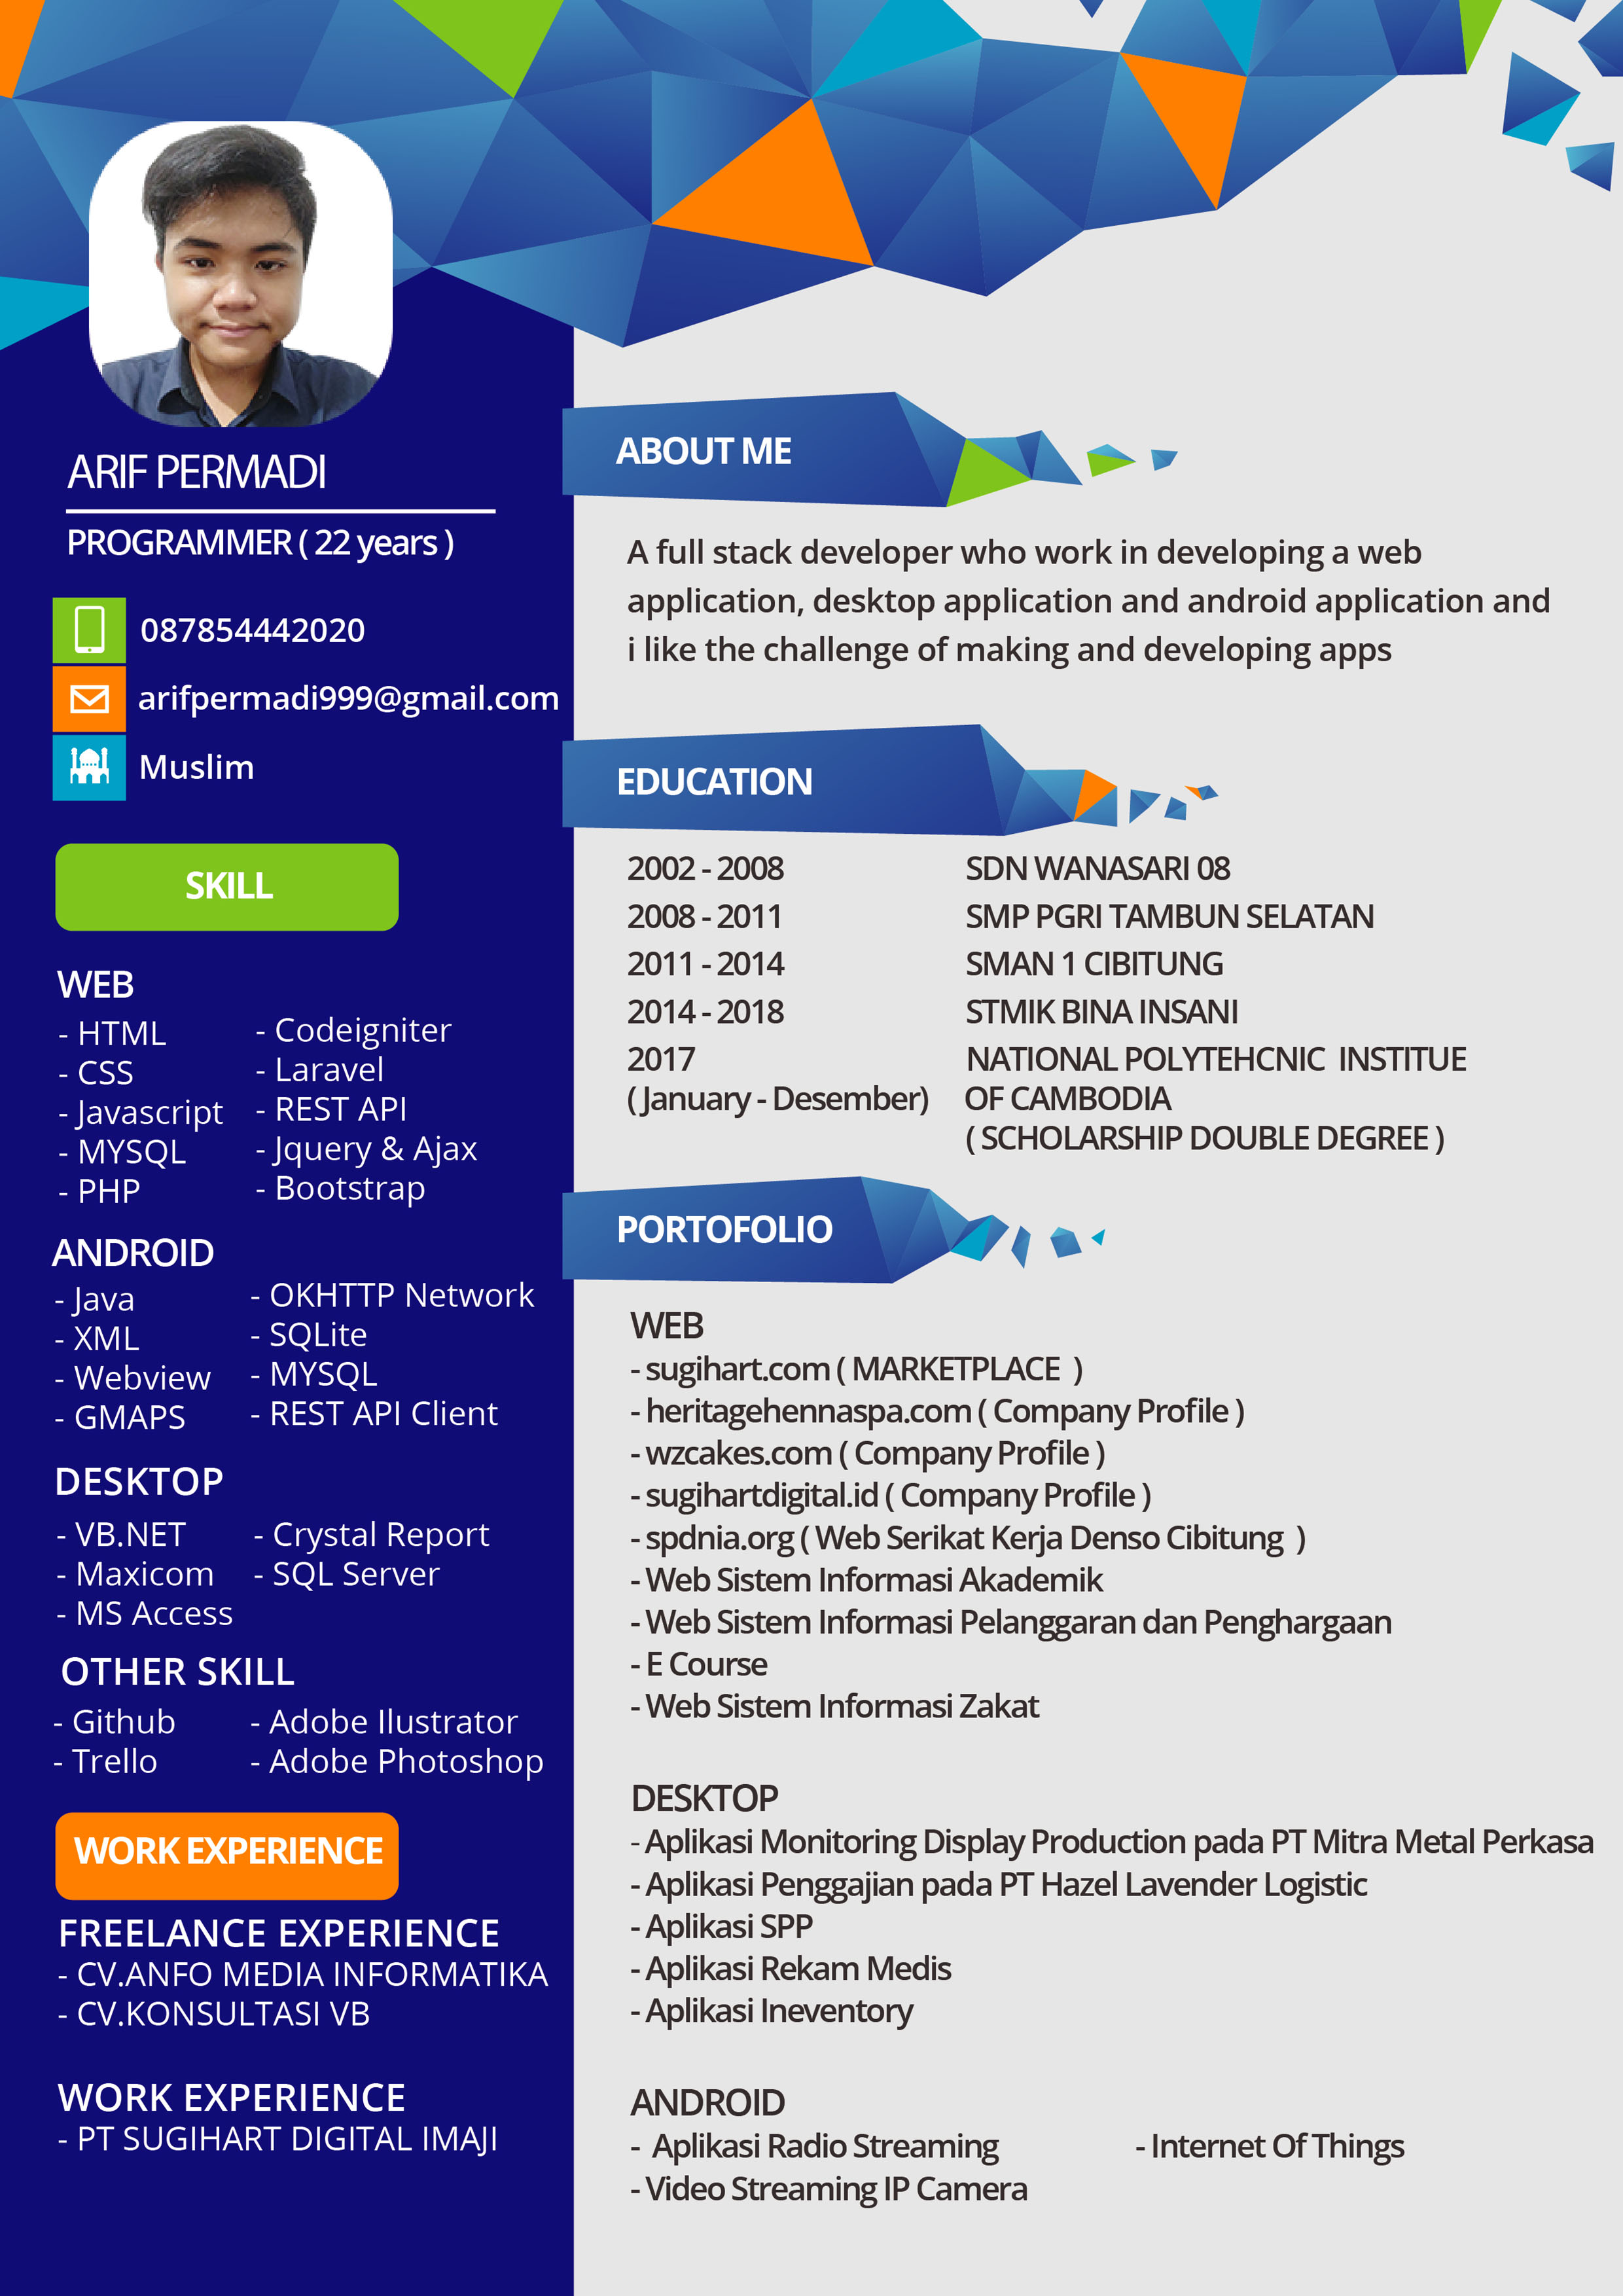 ARIF PERMADI
PROGRAMMER ( 22 years )
087854442020
arifpermadi999@gmail.com
Muslim
SKILL
WEB
- HTML
- CSS
- Javascript
- MYSQL
- PHP
- Codeigniter
- Laravel
- REST API
- Jquery & Ajax
- Bootstrap
ANDROID
- Java
- XML
- Webview
- GMAPS
- OKHTTP Network
- SQLite
- MYSQL
- REST API Client
DESKTOP
- VB.NET
- Maxicom
- MS Access
- Crystal Report
- SQL Server
OTHER SKILL
- Github
- Trello
- Adobe Ilustrator
- Adobe Photoshop
WORK EXPERIENCE
FREELANCE EXPERIENCE
- CV.ANFO MEDIA INFORMATIKA
- CV.KONSULTASI VB
WORK EXPERIENCE
- PT SUGIHART DIGITAL IMAJI
ABOUT ME
A full stack developer who work in developing a web
application, desktop application and android application and
i like the challenge of making and developing apps
EDUCATION
2002 - 2008 SDN WANASARI 08
2008 - 2011 SMP PGRI TAMBUN SELATAN
2011 - 2014 SMAN 1 CIBITUNG
2014 - 2018 STMIK BINA INSANI
2017 NATIONAL POLYTEHCNIC INSTITUE
( January - Desember) OF CAMBODIA
( SCHOLARSHIP DOUBLE DEGREE )
PORTOFOLIO
WEB
- sugihart.com ( MARKETPLACE )
- heritagehennaspa.com ( Company Profile )
- wzcakes.com ( Company Profile )
- sugihartdigital.id ( Company Profile )
- spdnia.org ( Web Serikat Kerja Denso Cibitung )
- Web Sistem Informasi Akademik
- Web Sistem Informasi Pelanggaran dan Penghargaan
- E Course
- Web Sistem Informasi Zakat
DESKTOP
- Aplikasi Monitoring Display Production pada PT Mitra Metal Perkasa
- Aplikasi Penggajian pada PT Hazel Lavender Logistic
- Aplikasi SPP
- Aplikasi Rekam Medis
- Aplikasi Ineventory
ANDROID
- Aplikasi Radio Streaming - Internet Of Things
- Video Streaming IP Camera